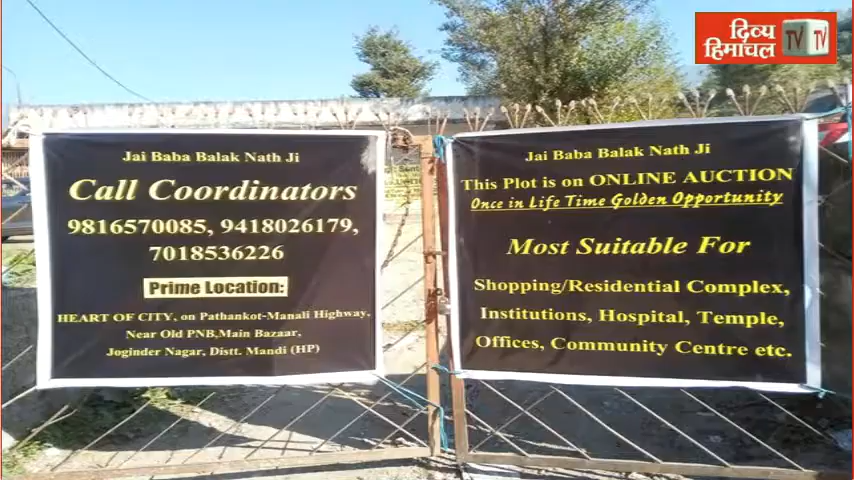 दिव्य
हिमाचल
TV TV
Jai Baba Balak Nath Ji
Call Coordinators
9816570085, 9418026179,
7018536226
Prime Location:
HEART OF CITY, on Pathankot-Manali Highway,
Near Old PNB,Main Bazaar,
Joginder Nagar, Distt. Mandi (HP)
Jai Baba Balak Nath Ji
This Plot is on ONLINE AUCTION
Once in Life Time Golden Opportunity
Most Suitable For
Shopping/Residential Complex,
Institutions, Hospital, Temple,
Offices, Community Centre etc.